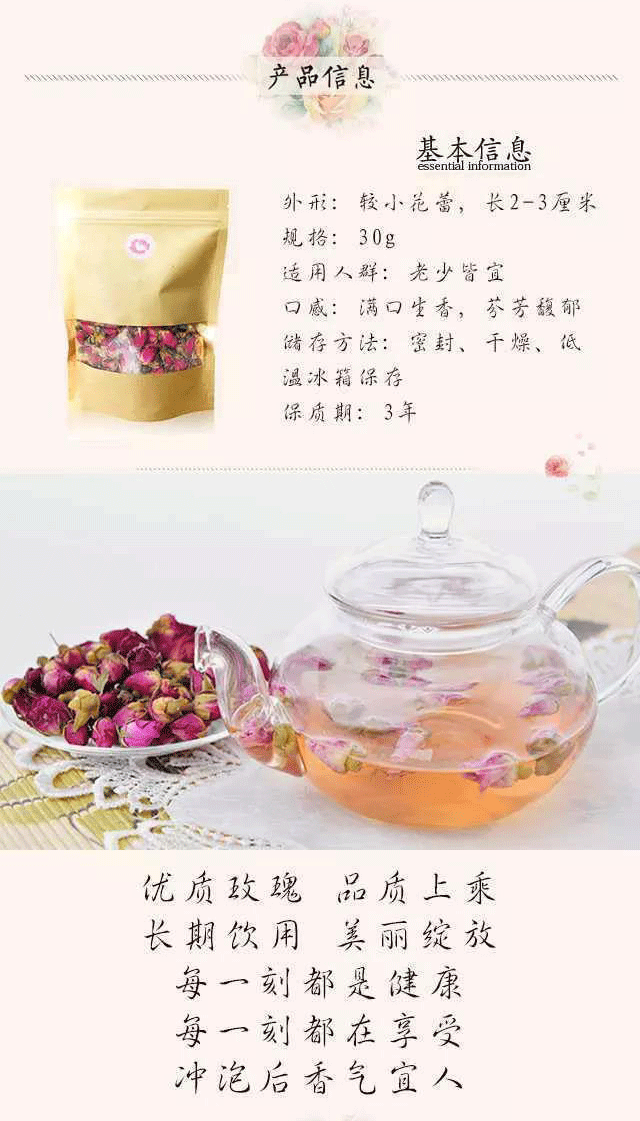 产品信息
基本信息
essential information
外形：较小花蕾，长2-3厘米
规格：30g
适用人群：老少皆宜
口感：满口生香，芬芳馥郁
储存方法：密封、干燥、低
温冰箱保存
保质期：3年
优质玫瑰 品质上乘
长期饮用 美丽绽放
每一刻都是健康
每一刻都在享受
冲泡后香气宜人